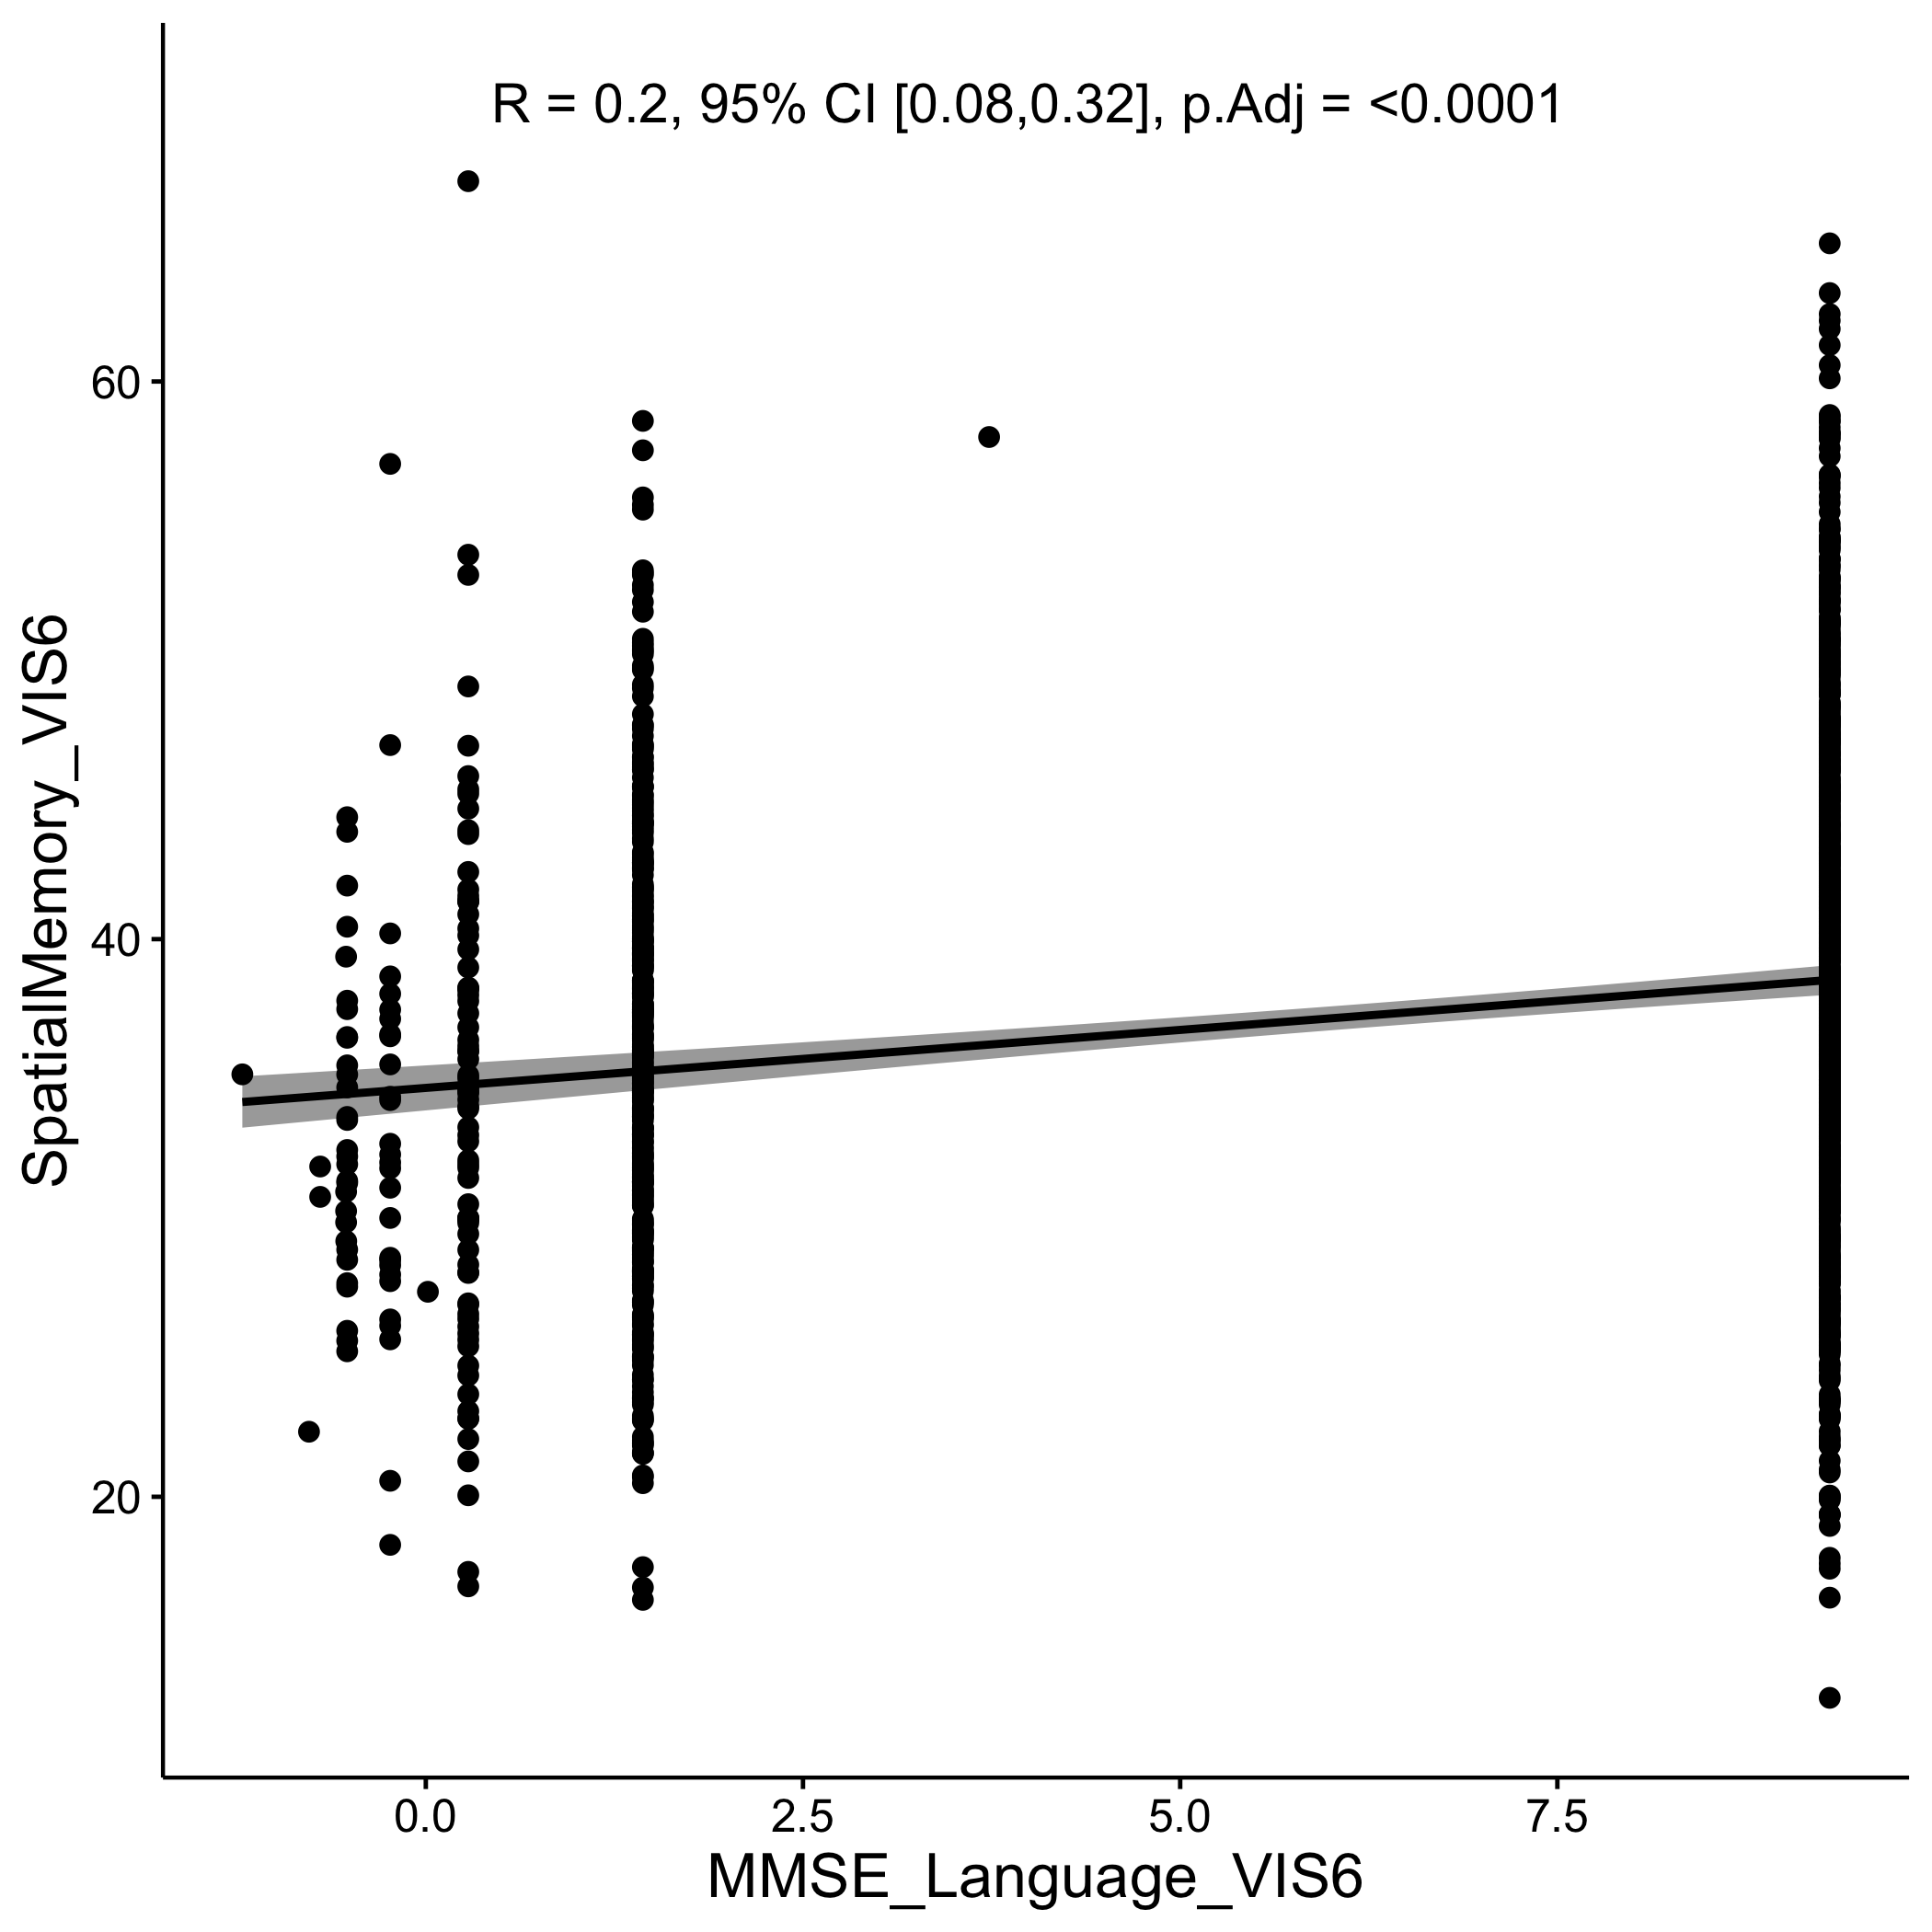 R = 0.2, 95% CI [0.08,0.32], p.Adj = <0.0001
60
40
20
SpatialMemory_VIS6
0.0 2.5 5.0 7.5
MMSE_Language_VIS6